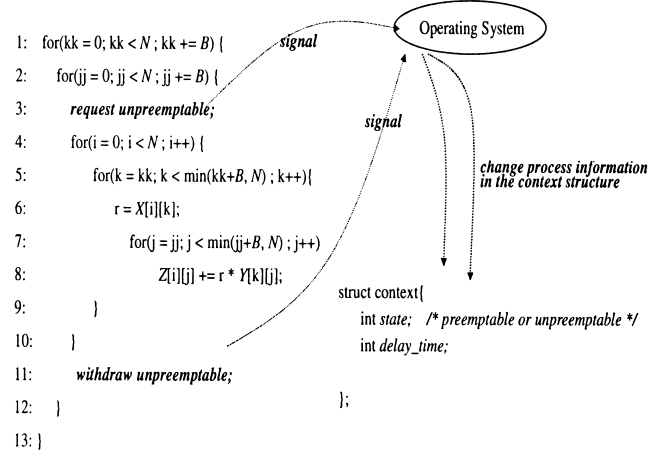 1: for(kk = 0; kk < N ; kk += B) {
2: for(jj = 0; jj < N ; jj += B) {
3: request unpreemptable;
4: for(i = 0; i < N ; i++) {
5: for(k = kk; k < min(kk+B, N) ; k++){
6: r = X[i][k];
7: for(j = jj; j < min(jj+B, N) ; j++)
8: Z[i][j] += r * Y[k][j];
9: }
10: }
11: withdraw unpreemptable;
12: }
13: }
signal
Operating System
signal
change process information
in the context structure
struct context{
int state; /* preemptable or unpreemptable */
int delay_time;
};